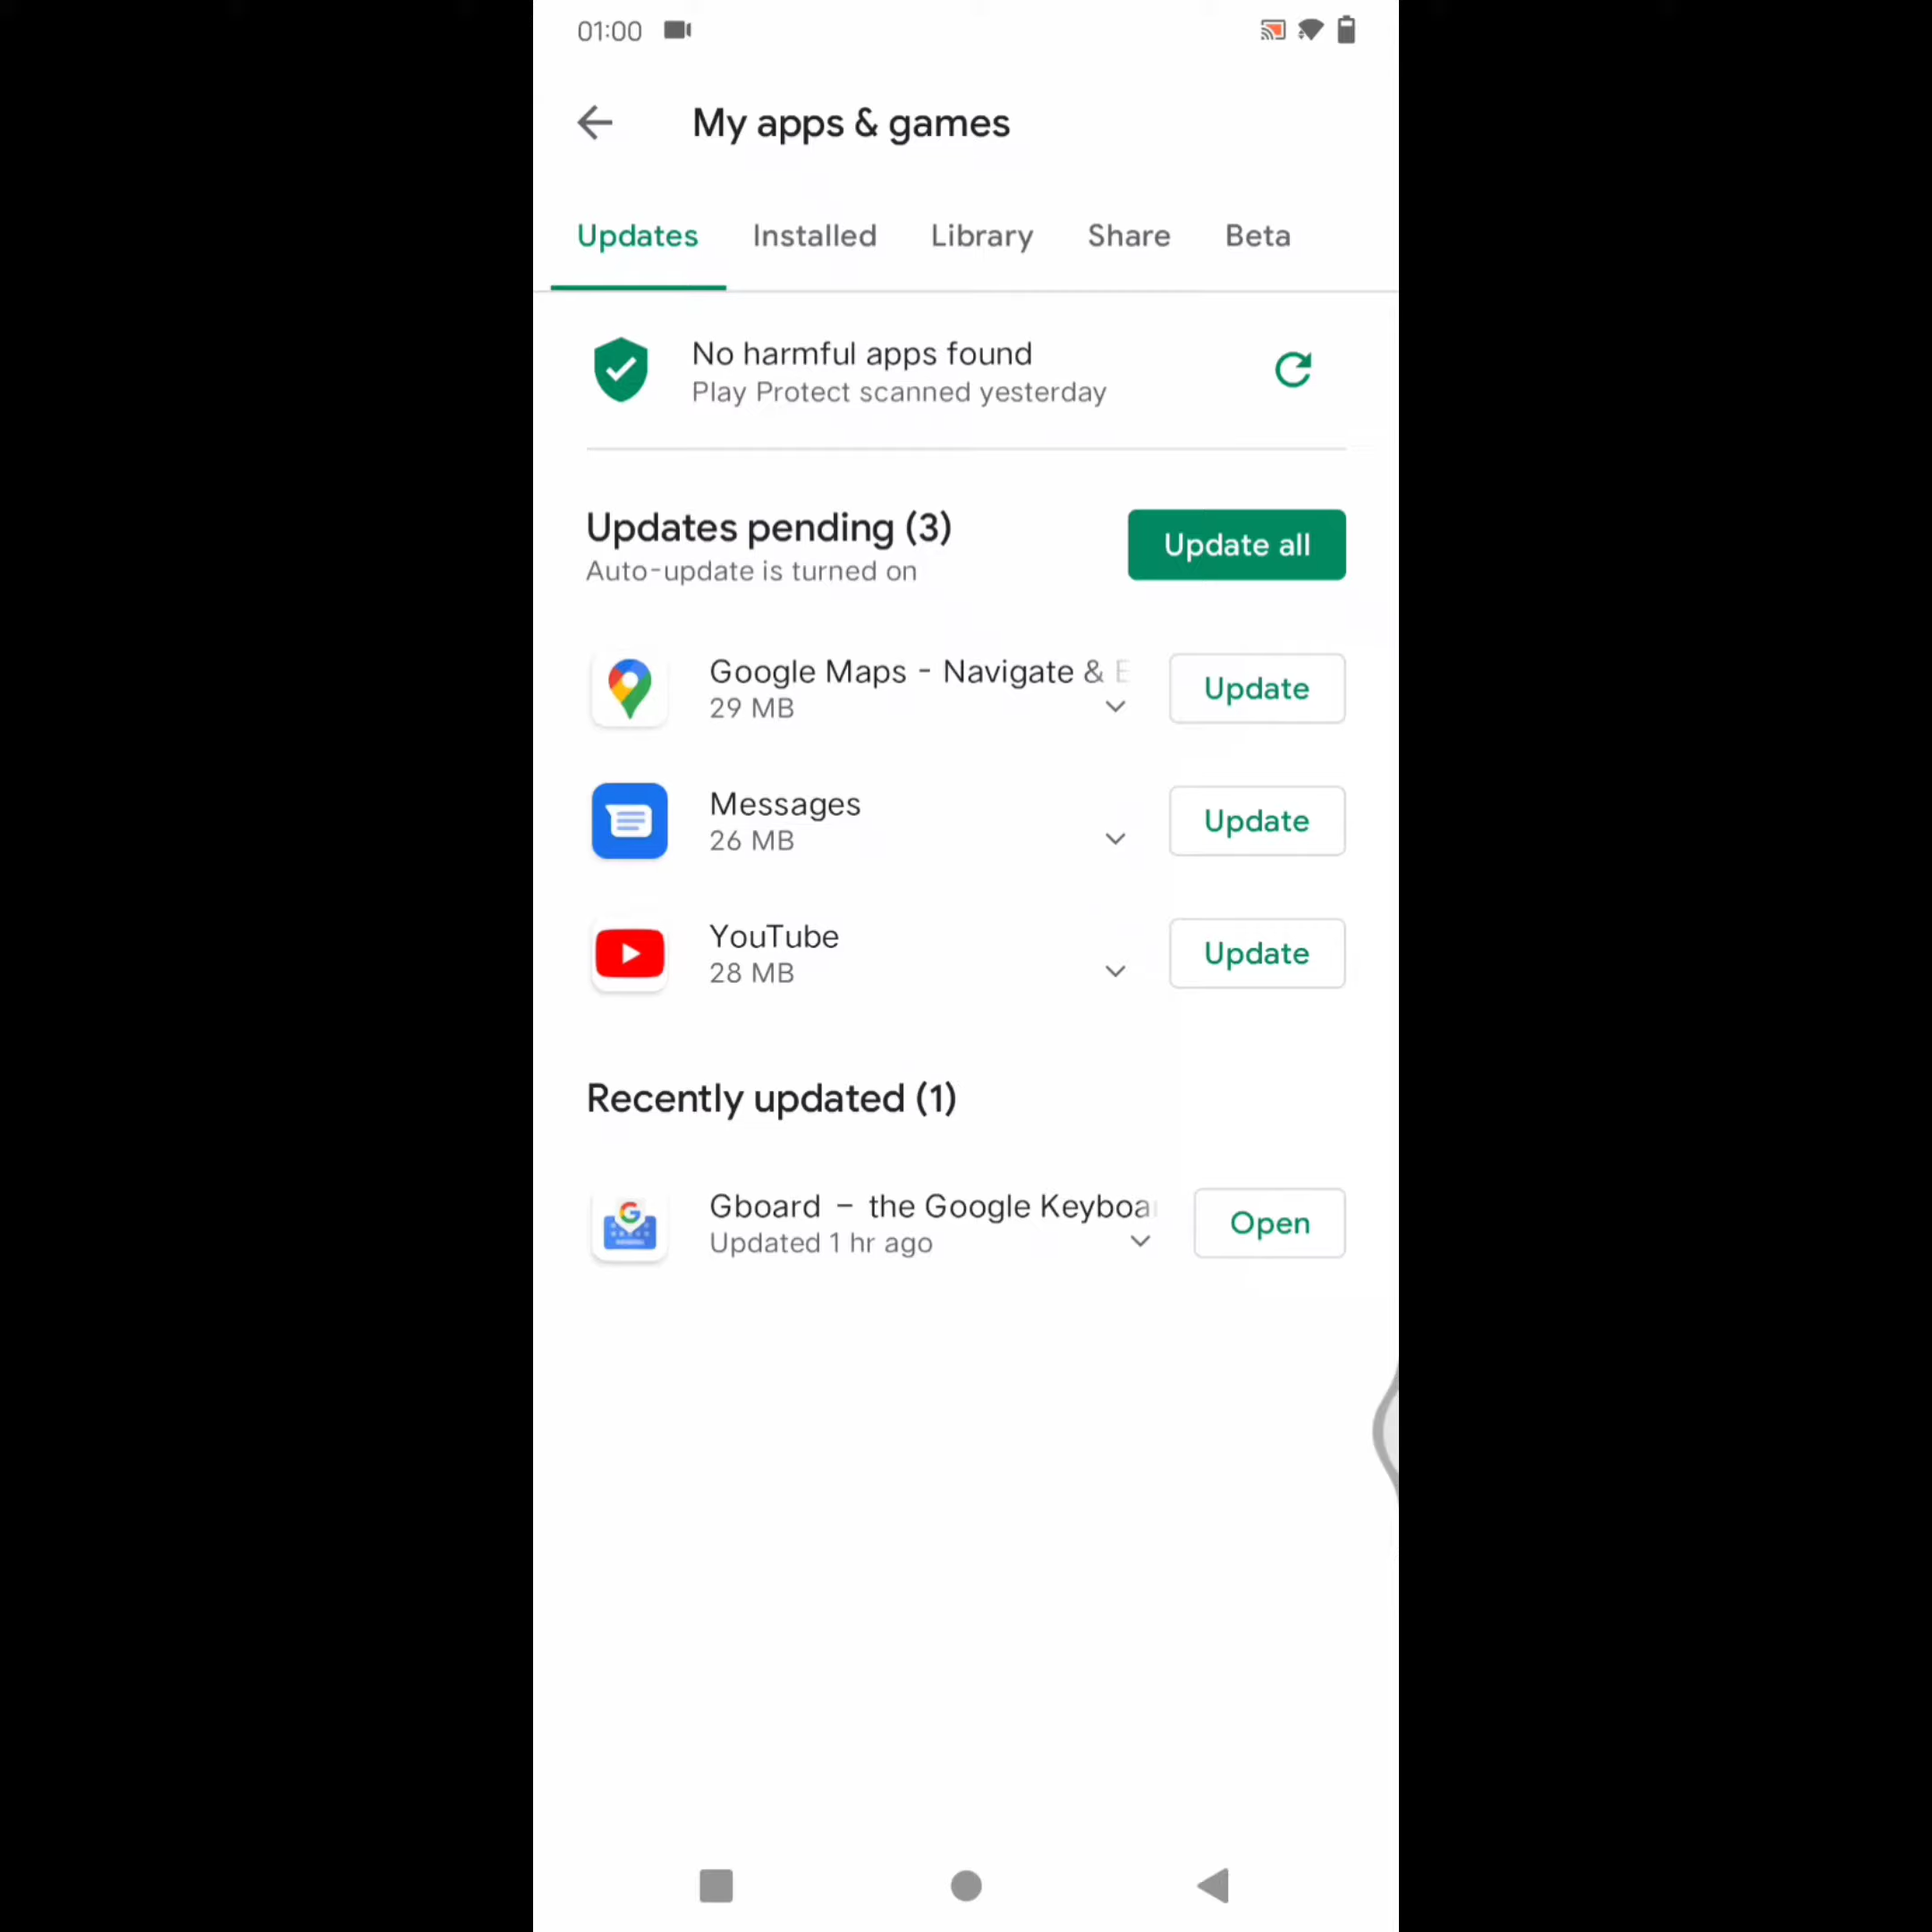 01:00
My apps & games
Updates Installed Library Share Beta
No harmful apps found
Play Protect scanned yesterday
Updates pending (3)
Auto-update is turned on
Update all
Google Maps - Navigate & E
29 MB
Update
Messages
26 MB
Update
YouTube
28 MB
Update
Recently updated (1)
Gboard – the Google Keyboa
Updated 1 hr ago
Open